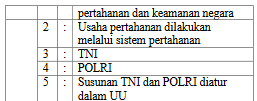 pertahanan dan keamanan negara
2 : Usaha pertahanan dilakukan
melalui sistem pertahanan
3 : TNI
4 : POLRI
5 : Susunan TNI dan POLRI diatur
dalam UU